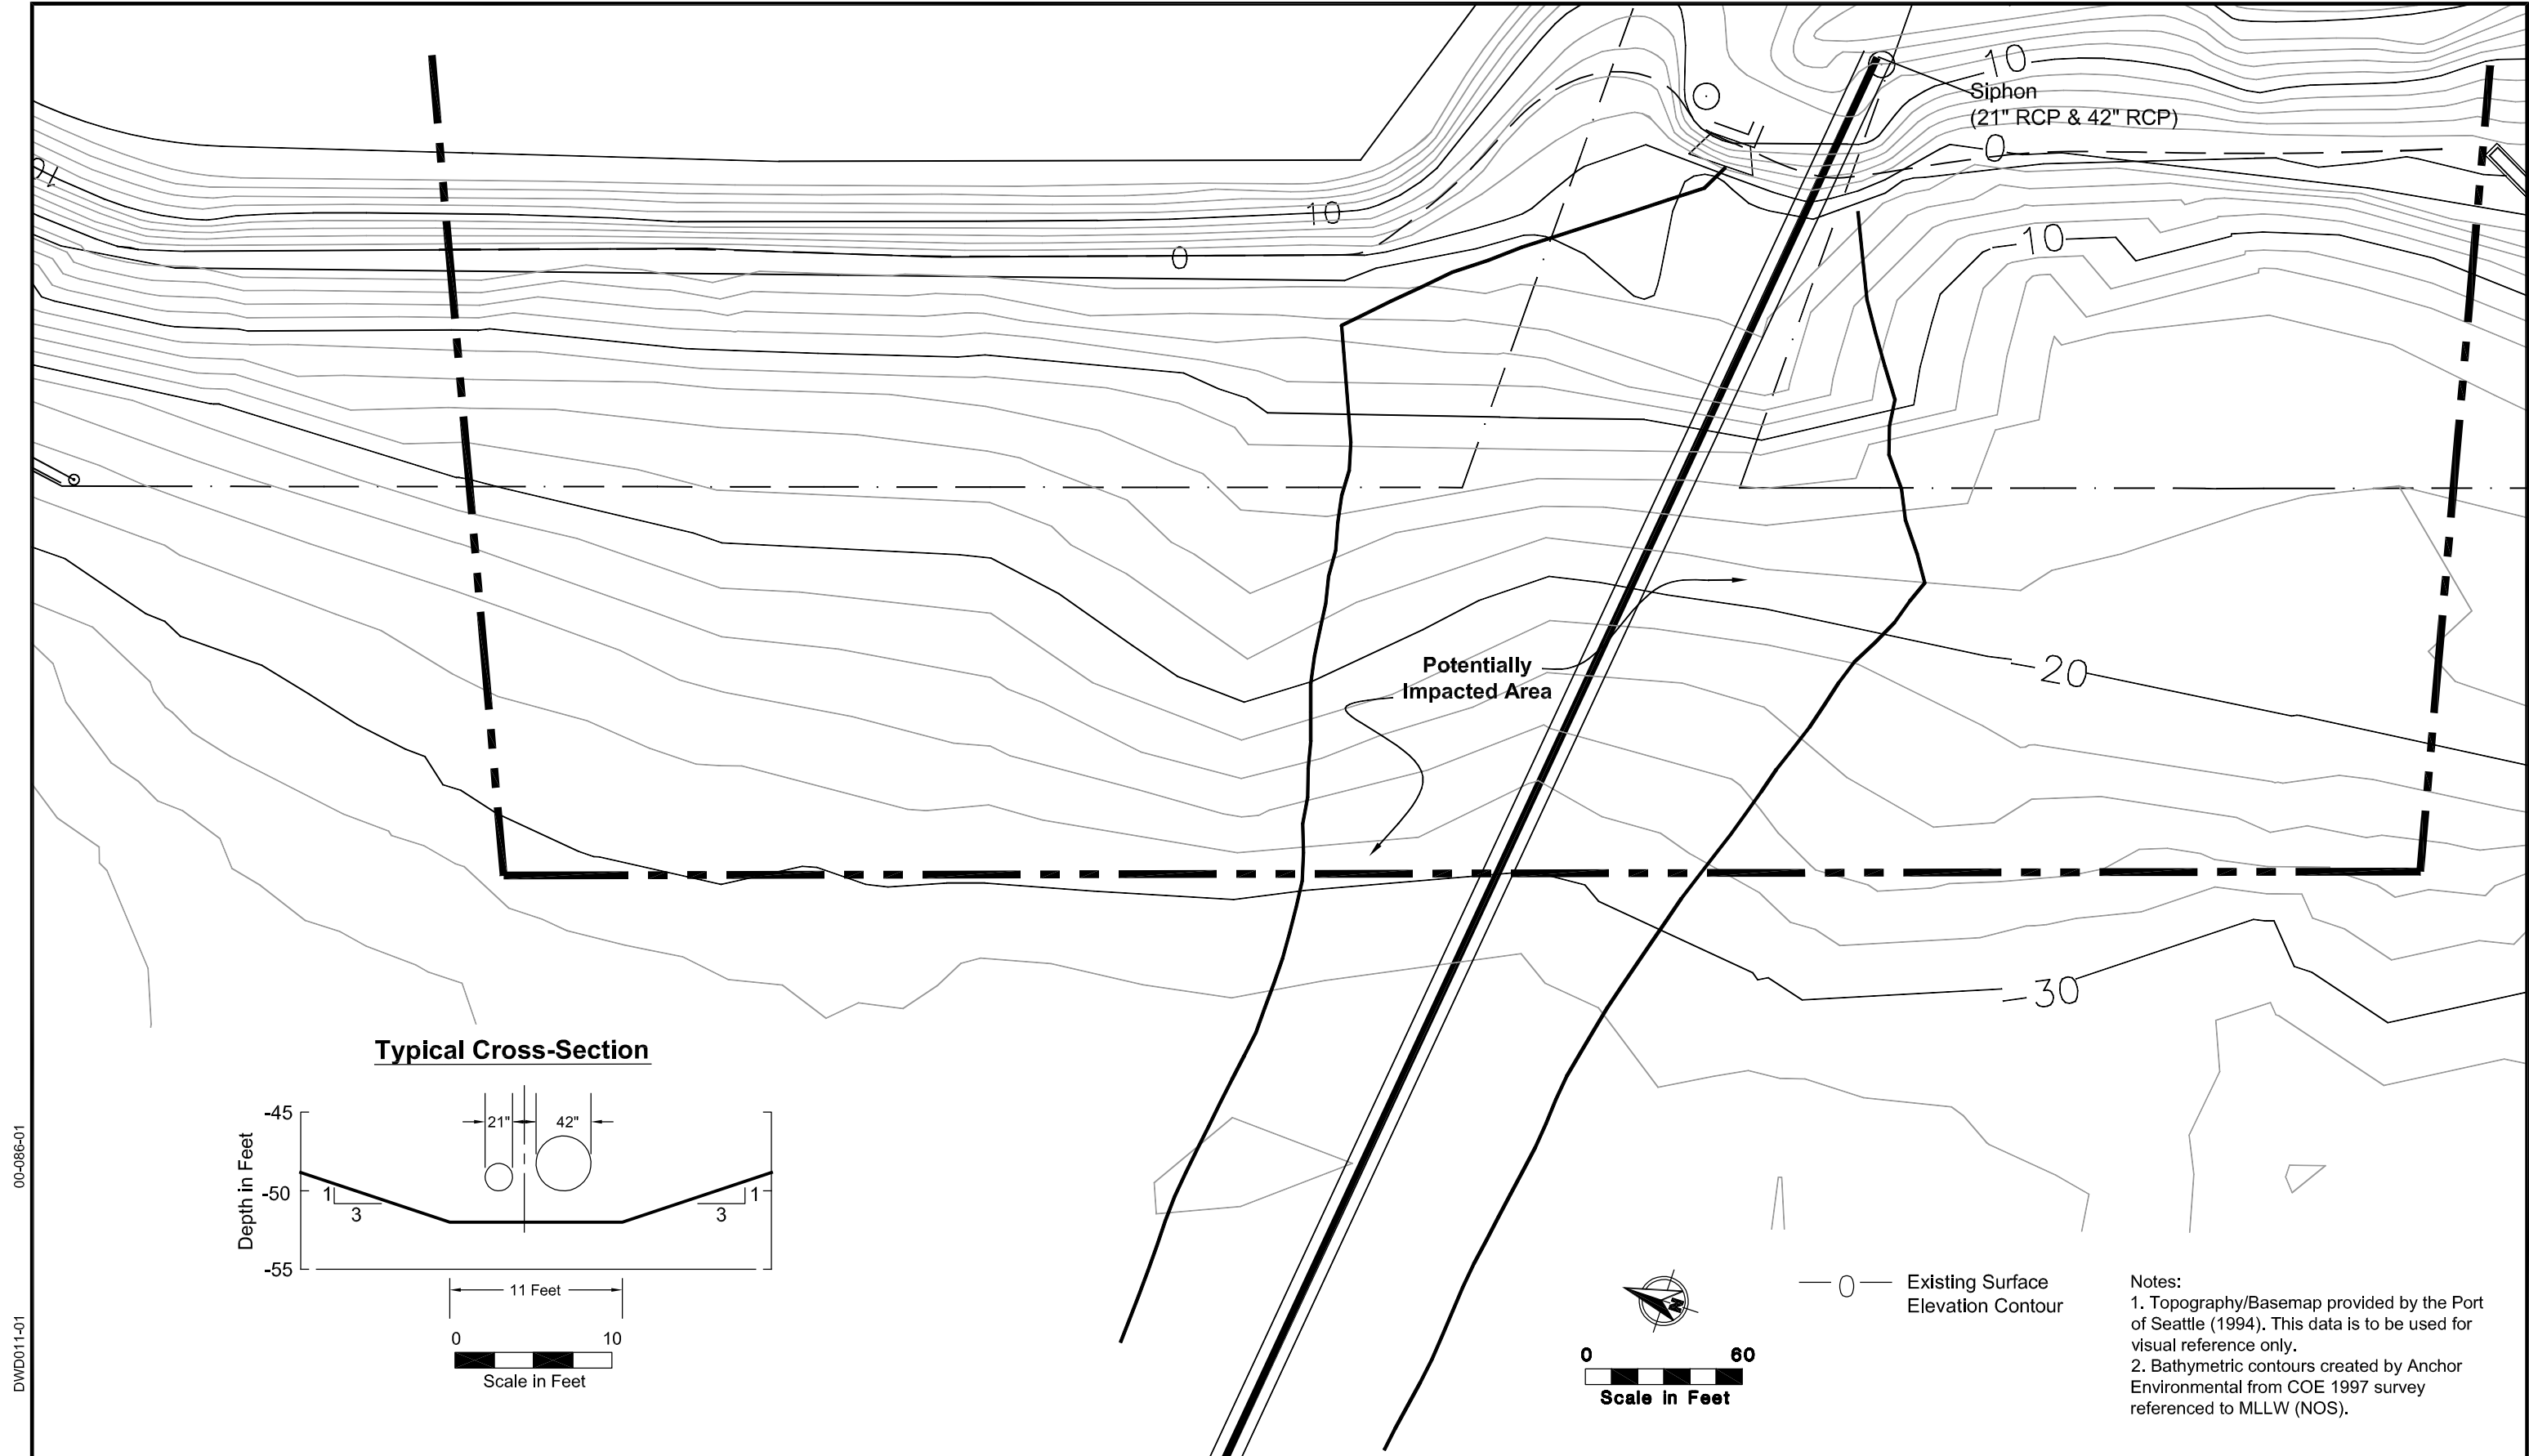 10
Siphon
(21" RCP & 42" RCP)
0
10
10
0
10
Potentially
Impacted Area
20
30
Typical Cross-Section
-45
21"
42"
Depth in Feet
-50
1
3
1
3
-55
11 Feet
0
10
Scale in Feet
N
0
60
Scale in Feet
0
Existing Surface
Elevation Contour
Notes:
1. Topography/Basemap provided by the Port
of Seattle (1994). This data is to be used for
visual reference only.
2. Bathymetric contours created by Anchor
Environmental from COE 1997 survey
referenced to MLLW (NOS).
00-086-01
DWD0111-01